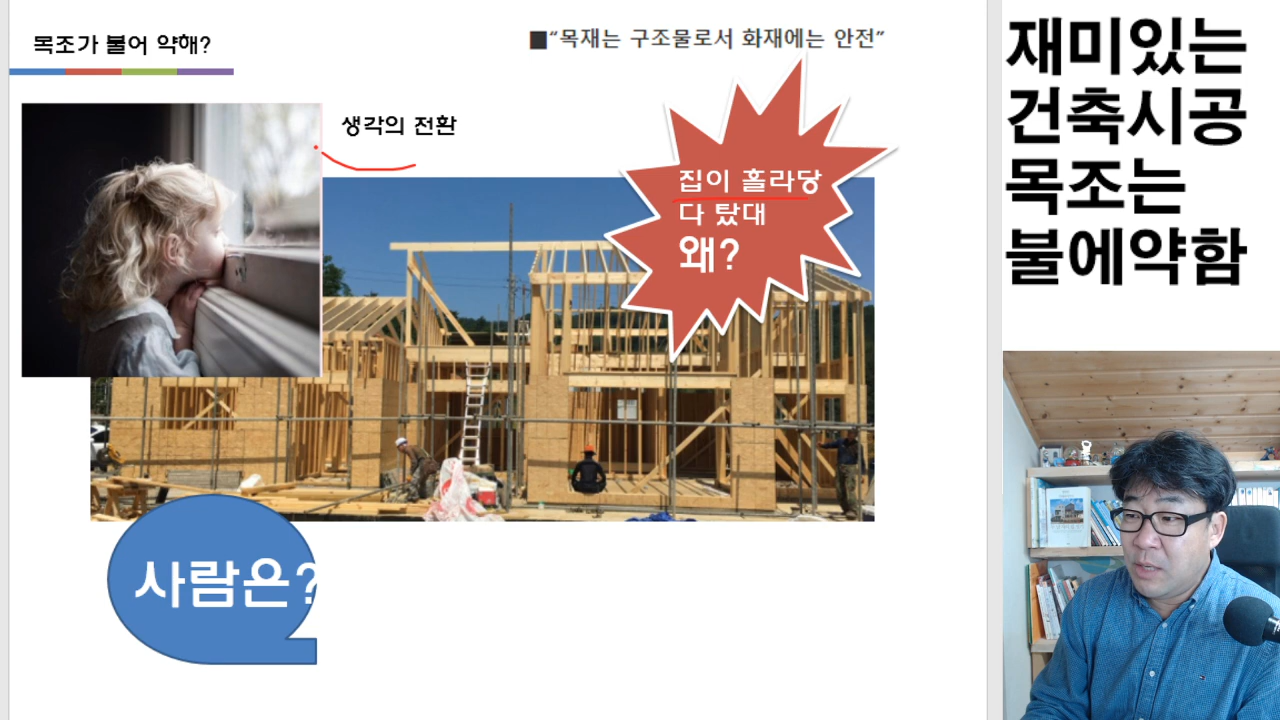 목조가 불어 약해?
■“목재는 구조물로서 화재에는 안전”
생각의 전환
집이 홀라당
다 탔대
왜?
사람은?
재미있는
건축시공
목조는
불에약함